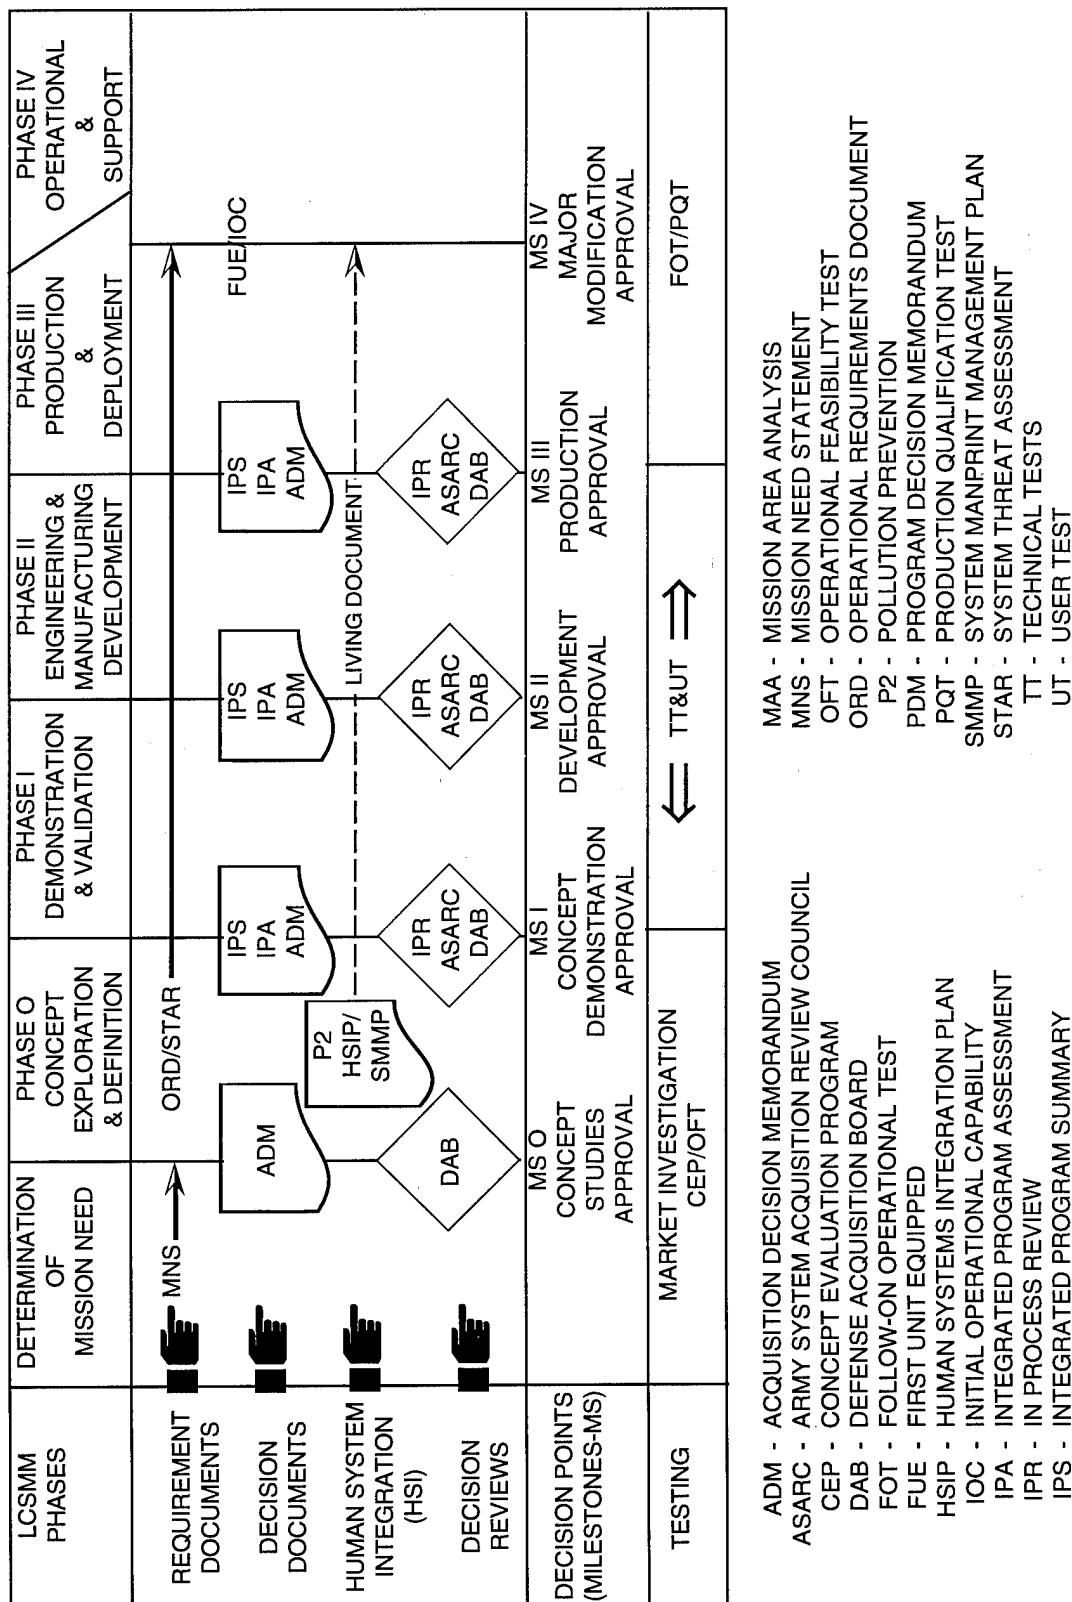 LCSMM
PHASES
DETERMINATION
OF
MISSION NEED
PHASE O
CONCEPT
EXPLORATION
& DEFINITION
PHASE I
DEMONSTRATION
& VALIDATION
PHASE II
ENGINEERING &
MANUFACTURING
DEVELOPMENT
PHASE III
PRODUCTION
&
DEPLOYMENT
PHASE IV
OPERATIONAL
&
SUPPORT
REQUIREMENT
DOCUMENTS
MNS
ORD/STAR
DECISION
DOCUMENTS
ADM
IPS
IPA
ADM
IPS
IPA
ADM
IPS
IPA
ADM
FUE/IOC
HUMAN SYSTEM
INTEGRATION
(HSI)
P2
HSIP/
SMMP
LIVING DOCUMENT
DECISION
REVIEWS
DAB
IPR
ASARC
DAB
IPR
ASARC
DAB
IPR
ASARC
DAB
DECISION POINTS
(MILESTONES-MS)
MS O
CONCEPT
STUDIES
APPROVAL
MS I
CONCEPT
DEMONSTRATION
APPROVAL
MS II
DEVELOPMENT
APPROVAL
MS III
PRODUCTION
APPROVAL
MS IV
MAJOR
MODIFICATION
APPROVAL
TESTING
MARKET INVESTIGATION
CEP/OFT
TT&UT
FOT/PQT
ADM - ACQUISITION DECISION MEMORANDUM
ASARC - ARMY SYSTEM ACQUISITION REVIEW COUNCIL
CEP - CONCEPT EVALUATION PROGRAM
DAB - DEFENSE ACQUISITION BOARD
FOT - FOLLOW-ON OPERATIONAL TEST
FUE - FIRST UNIT EQUIPPED
HSIP - HUMAN SYSTEMS INTEGRATION PLAN
IOC - INITIAL OPERATIONAL CAPABILITY
IPA - INTEGRATED PROGRAM ASSESSMENT
IPR - IN PROCESS REVIEW
IPS - INTEGRATED PROGRAM SUMMARY
MAA - MISSION AREA ANALYSIS
MNS - MISSION NEED STATEMENT
OFT - OPERATIONAL FEASIBILITY TEST
ORD - OPERATIONAL REQUIREMENTS DOCUMENT
P2 - POLLUTION PREVENTION
PDM - PROGRAM DECISION MEMORANDUM
PQT - PRODUCTION QUALIFICATION TEST
SMMP - SYSTEM MANPRINT MANAGEMENT PLAN
STAR - SYSTEM THREAT ASSESSMENT
TT - TECHNICAL TESTS
UT - USER TEST